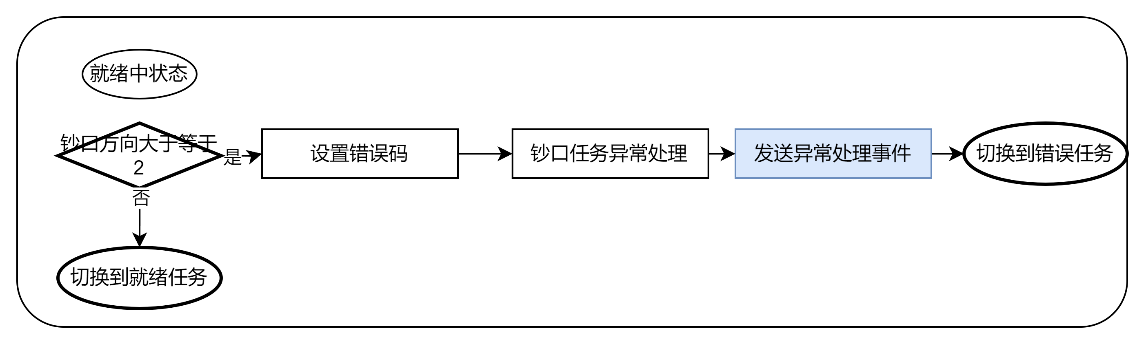 就绪中状态
钞口方向大于等于
2
是
设置错误码
钞口任务异常处理
发送异常处理事件
切换到错误任务
否
切换到就绪任务